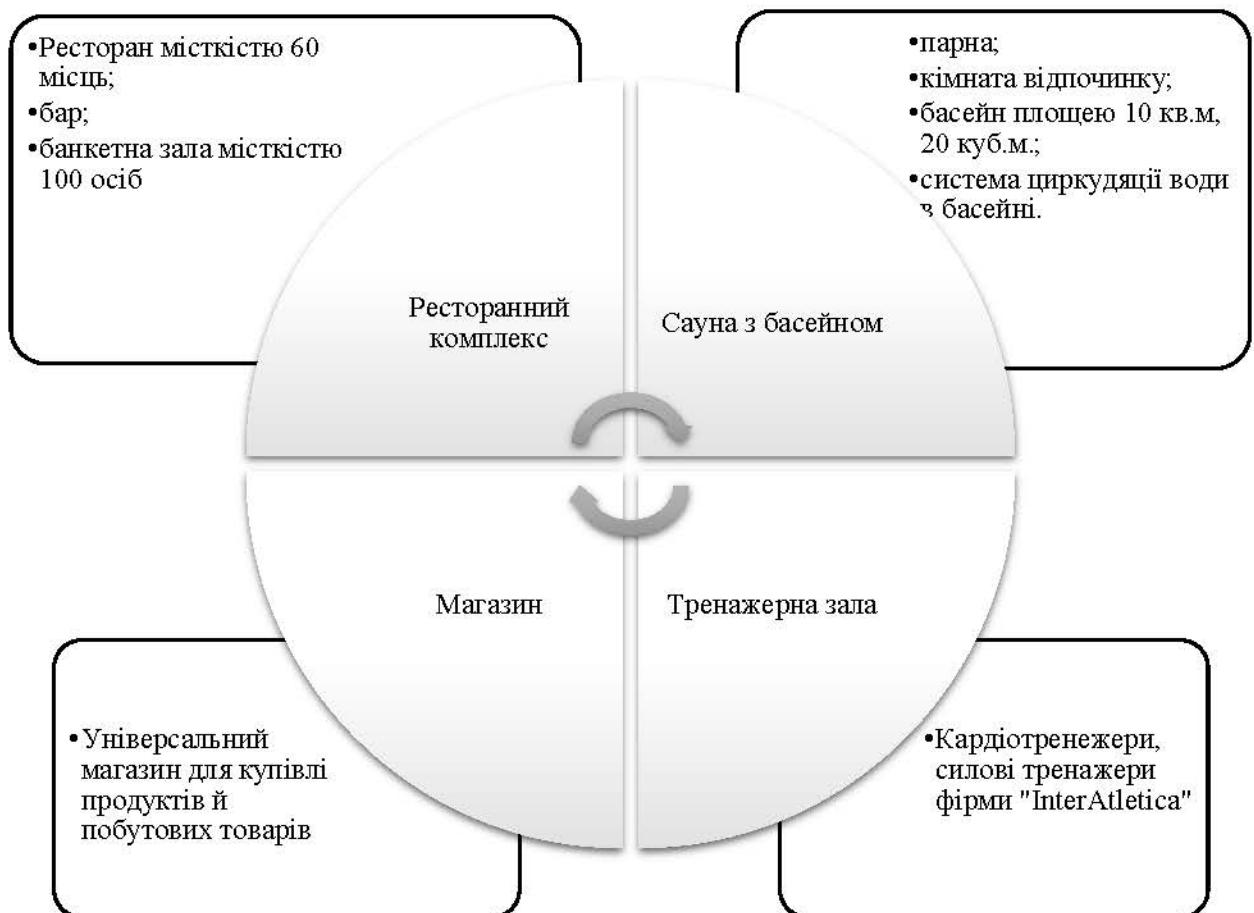 •Ресторан місткістю 60
місць;
•бар;
•банкетна зала місткістю
100 осіб
•парна;
•кімната відпочинку;
•басейн площею 10 кв.м,
20 куб.м.;
•система циркудяції води
в басейні.
Ресторанний
комплекс
Сауна з басейном
Магазин
Тренажерна зала
•Універсальний
магазин для купівлі
продуктів й
побутових товарів
•Кардіотренежери,
силові тренажери
фірми "InterAtletica"